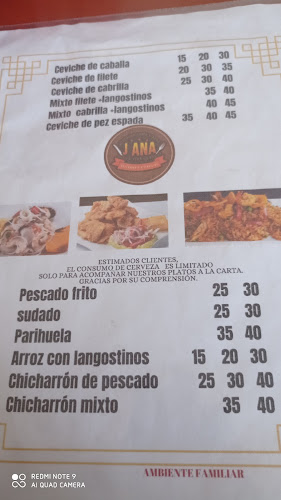 Ceviche de caballa 15 20 30
Ceviche de filete 20 30 35
Ceviche de cabrilla 25 30 40
Mixto filete +langostinos 35 40
Mixto cabrilla +langostinos 40 45
Ceviche de pez espada 35 40 45
J ANA
ESTIMADOS CLIENTES,
EL CONSUMO DE CERVEZA ES LIMITADO
SOLO PARA ACOMPAÑAR NUESTROS PLATOS A LA CARTA.
GRACIAS POR SU COMPRENSIÓN.
Pescado frito 25 30
sudado 25 30
Parihuela 35 40
Arroz con langostinos 15 20 30
Chicharrón de pescado 25 30 40
Chicharrón mixto 35 40
AMBIENTE FAMILIAR
REDMI NOTE 9
AI QUAD CAMERA